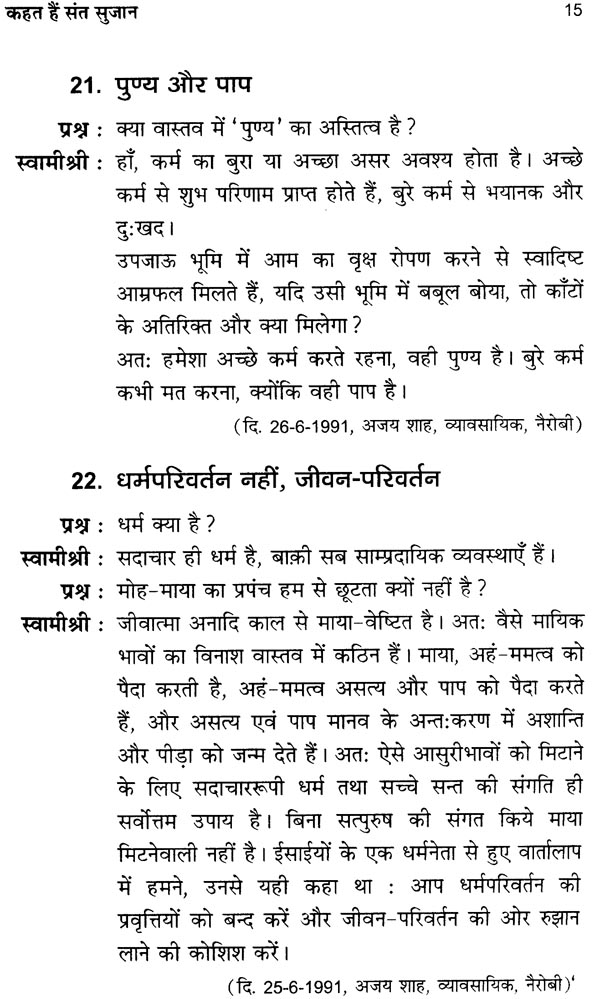 कहत हैं संत सुजान 15
21. पुण्य और पाप
प्रश्न : क्या वास्तव में ‘पुण्य’ का अस्तित्व है ?
स्वामीश्री : हाँ, कर्म का बुरा या अच्छा असर अवश्य होता है। अच्छे
कर्म से शुभ परिणाम प्राप्त होते हैं, बुरे कर्म से भयानक और
दुःखद।
उपजाऊ भूमि में आम का वृक्ष रोपण करने से स्वादिष्ट
आम्रफल मिलते हैं, यदि उसी भूमि में बबूल बोया, तो काँटों
के अतिरिक्त और क्या मिलेगा ?
अतः हमेशा अच्छे कर्म करते रहना, वही पुण्य है। बुरे कर्म
कभी मत करना, क्योंकि वही पाप है।
(दि. 26-6-1991, अजय शाह, व्यावसायिक, नैरोबी)
22. धर्मपरिवर्तन नहीं, जीवन-परिवर्तन
प्रश्न : धर्म क्या है ?
स्वामीश्री : सदाचार ही धर्म है, बाक़ी सब साम्प्रदायिक व्यवस्थाएँ हैं।
प्रश्न : मोह-माया का प्रपंच हम से छूटता क्यों नहीं है ?
स्वामीश्री : जीवात्मा अनादि काल से माया-वेष्टित है। अतः वैसे मायिक
भावों का विनाश वास्तव में कठिन हैं। माया, अहं-ममत्व को
पैदा करती है, अहं-ममत्व असत्य और पाप को पैदा करते
हैं, और असत्य एवं पाप मानव के अन्तःकरण में अशान्ति
और पीड़ा को जन्म देते हैं। अतः ऐसे आसुरीभावों को मिटाने
के लिए सदाचाररूपी धर्म तथा सच्चे सन्त की संगति ही
सर्वोत्तम उपाय है। बिना सत्पुरुष की संगत किये माया
मिटनेवाली नहीं है। ईसाईयों के एक धर्मनेता से हुए वार्तालाप
में हमने, उनसे यही कहा था : आप धर्मपरिवर्तन की
प्रवृत्तियों को बन्द करें और जीवन-परिवर्तन की ओर रुझान
लाने की कोशिश करें।
(दि. 25-6-1991, अजय शाह, व्यावसायिक, नैरोबी)'